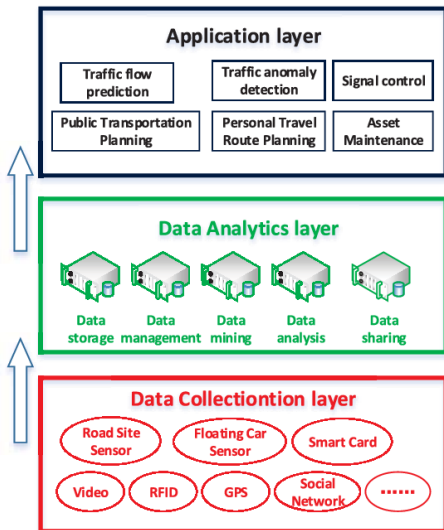 Application layer
Traffic flow
prediction
Traffic anomaly
detection
Signal control
Public Transportation
Planning
Personal Travel
Route Planning
Asset
Maintenance
Data Analytics layer
Data
storage
Data
management
Data
mining
Data
analysis
Data
sharing
Data Collectiontion layer
Road Site
Sensor
Floating Car
Sensor
Smart Card
Video
RFID
GPS
Social
Network
......